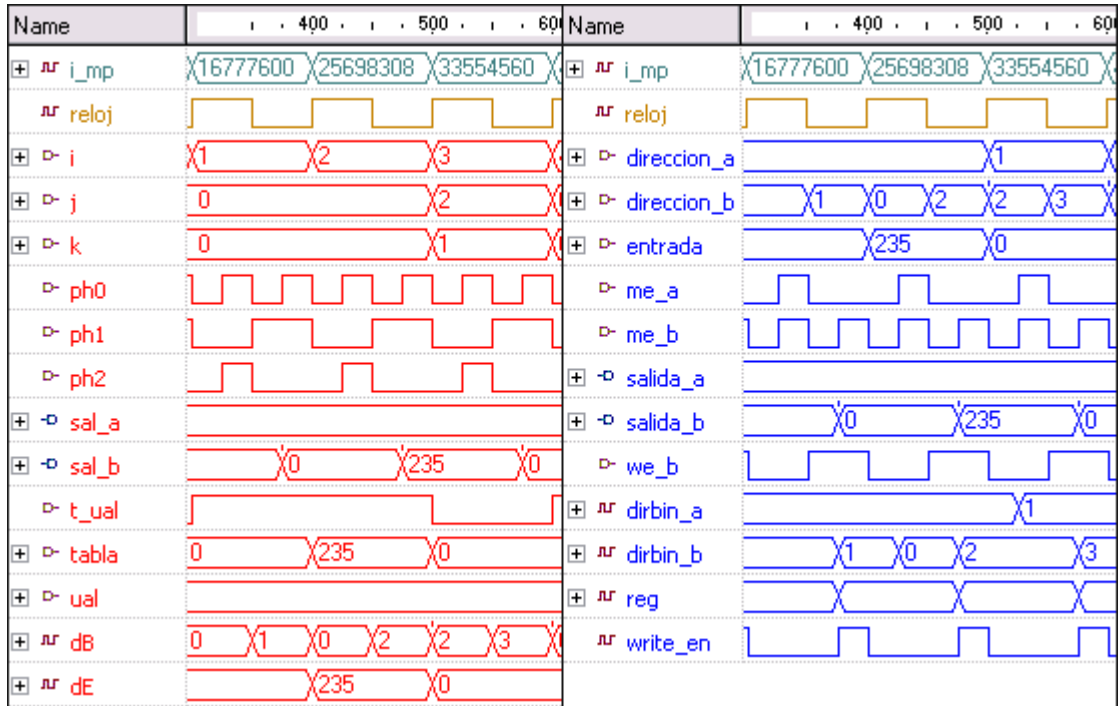 Name 400 500 600 Name 400 500 600
i_mp 16777600 25698308 33554560 i_mp 16777600 25698308 33554560
reloj reloj
i 1 2 3 direccion_a 1
j 0 2 direccion_b 1 0 2 2 3
k 0 1 entrada 235 0
ph0 me_a
ph1 me_b
ph2 salida_a
sal_a salida_b 0 235 0
sal_b 0 235 0 we_b
t_ual dirbin_a 1
tabla 0 235 0 dirbin_b 1 0 2 3
ual reg
dB 0 1 0 2 2 3 write_en
dE 235 0